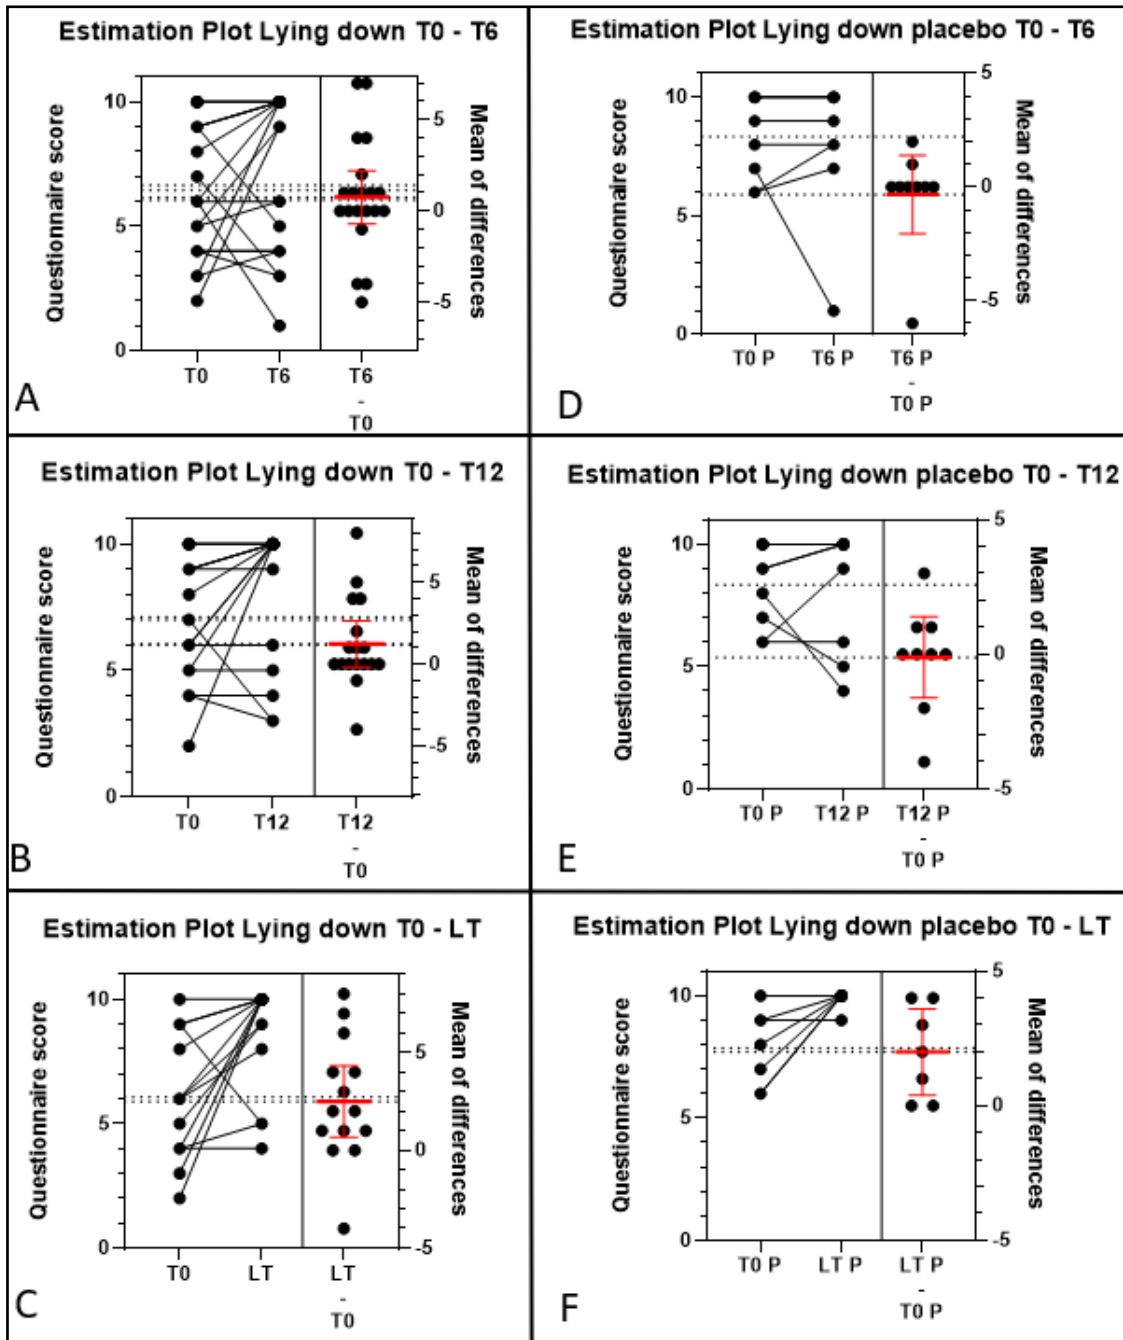 Estimation Plot Lying down T0 - T6
Questionnaire score
10
5
0
T0
T6
T6
-
T0
5
0
-5
Mean of differences
A
Estimation Plot Lying down placebo T0 - T6
Questionnaire score
10
5
0
T0 P
T6 P
T6 P
-
T0 P
5
0
-5
Mean of differences
D
Estimation Plot Lying down T0 - T12
Questionnaire score
10
5
0
T0
T12
T12
-
T0
5
0
-5
Mean of differences
B
Estimation Plot Lying down placebo T0 - T12
Questionnaire score
10
5
0
T0 P
T12 P
T12 P
-
T0 P
5
0
-5
Mean of differences
E
Estimation Plot Lying down T0 - LT
Questionnaire score
10
5
0
T0
LT
LT
-
T0
5
0
-5
Mean of differences
C
Estimation Plot Lying down placebo T0 - LT
Questionnaire score
10
5
0
T0 P
LT P
LT P
-
T0 P
5
0
-5
Mean of differences
F